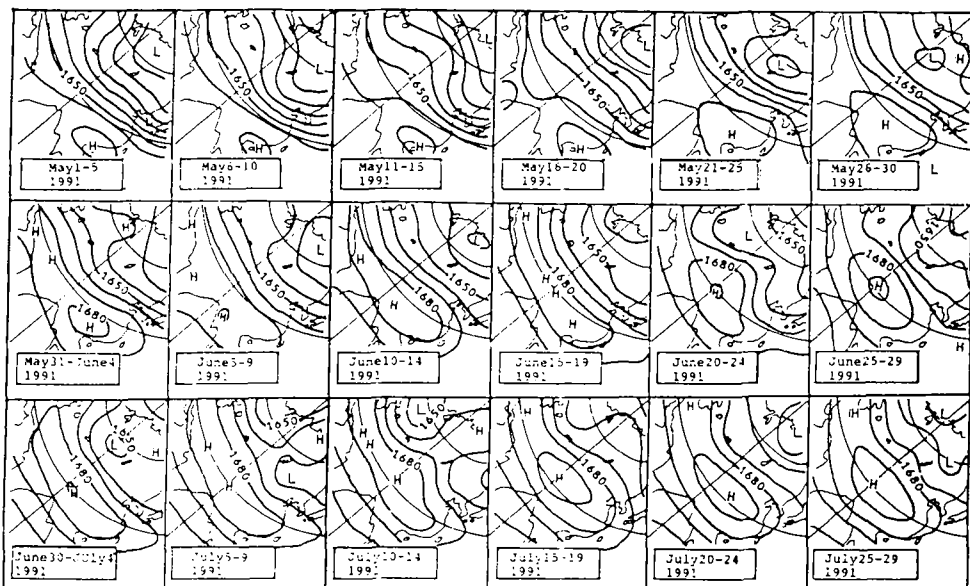 L
1650
H
May1-5
1991
L
1650
H
May6-10
1991
L
1650
H
May11-15
1991
L
1650
H
May16-20
1991
L
H
L
May21-25
1991
L
H
1650
H
H
May26-30
1991
L
H
H
H
1650
1680
H
May31-June4
1991
L
H
1650
H
June5-9
1991
L
1650
1680
H
June10-14
1991
H
1650
H
H
1680
H
June15-19
1991
L
1650
1680
H
June20-24
1991
1650
1680
H
H
H
June25-29
1991
1650
L
H
1680
H
June30-July4
1991
L
1650
H
H
1680
L
H
July5-9
1991
L
H
H
H
1680
H
July10-14
1991
H
1680
H
July15-19
1991
H
L
1680
H
July20-24
1991
H
H
L
1680
L
H
July25-29
1991